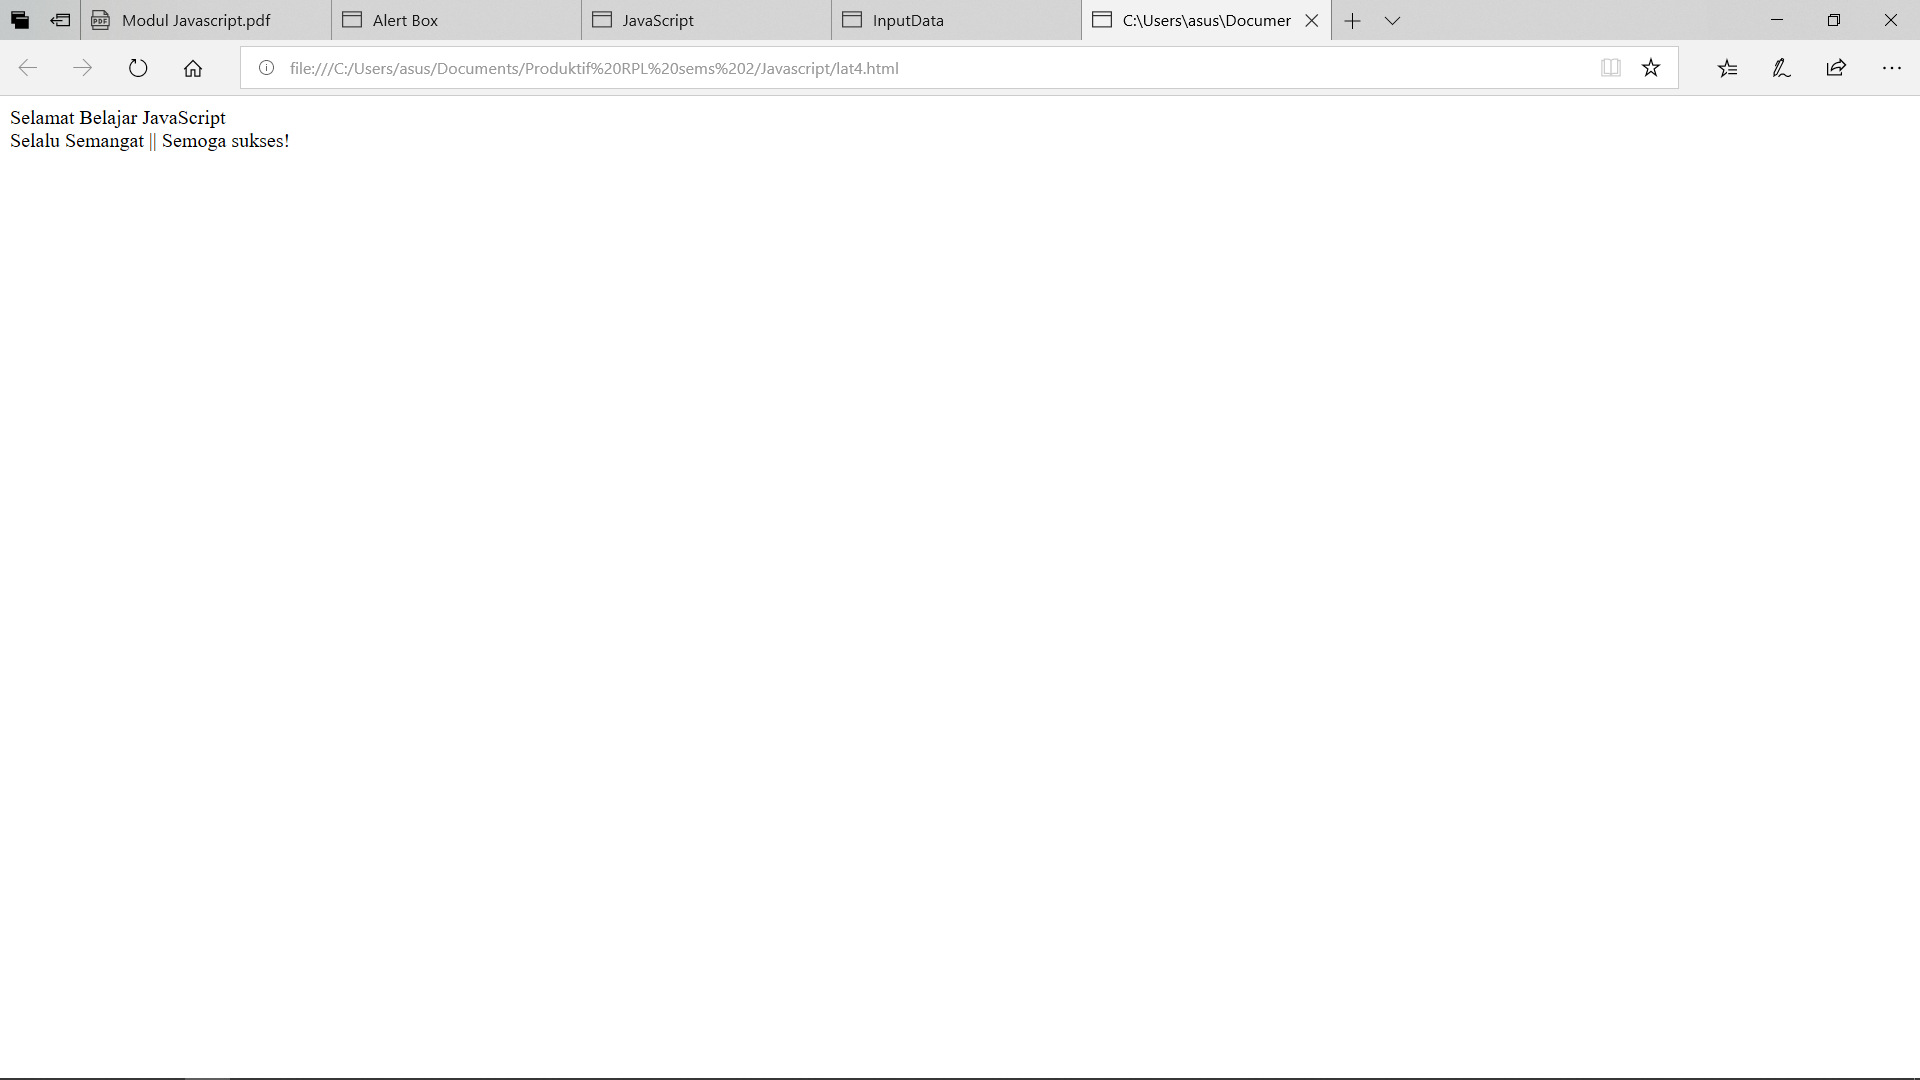 Modul Javascript.pdf
Alert Box
JavaScript
InputData
C:\Users\asus\Documer
file:///C:/Users/asus/Documents/Produktif%20RPL%20sems%202/Javascript/lat4.html
Selamat Belajar JavaScript
Selalu Semangat || Semoga sukses!